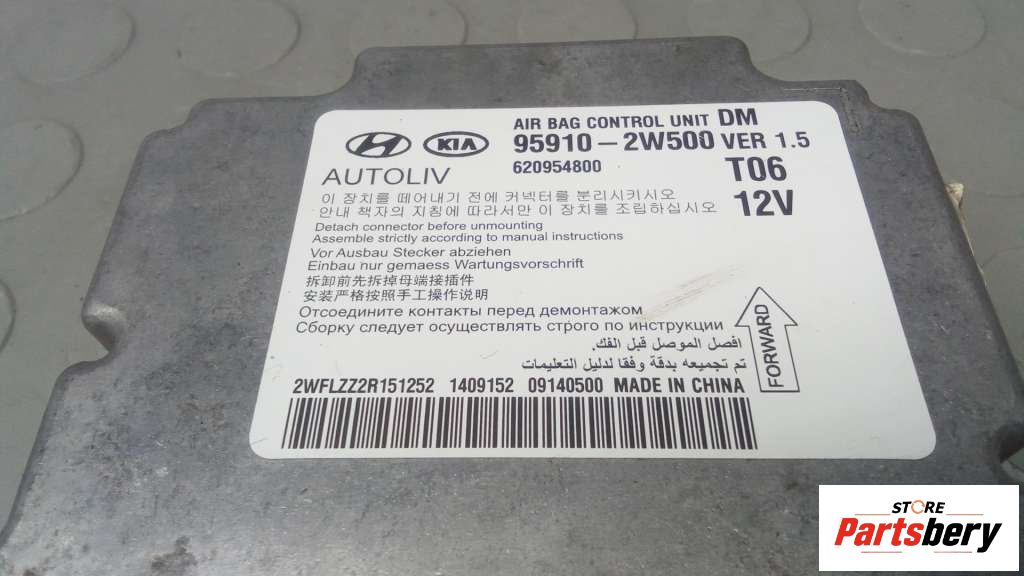 AIR BAG CONTROL UNIT DM
KIA
95910-2W500 VER 1.5
620954800
T06
AUTOLIV
12V
이 장치를 떼어내기 전에 커넥터를 분리시키시오
안내 책자의 지침에 따라서만 이 장치를 조립하십시오
Detach connector before unmounting
Assemble strictly according to manual instructions
Vor Ausbau Stecker abziehen
Einbau nur gemaess Wartungsvorschrift
拆卸前先拆掉母端接插件
安装严格按照手工操作说明
Отсоедините контакты перед демонтажом
Сборку следует осуществлять строго по инструкции
افصل الموصل قبل الفك.
تم تجميعه بدقة وفقا لدليل التعليمات
FORWARD
2WFLZZ2R151252 1409152 09140500 MADE IN CHINA
STORE
Partsbery